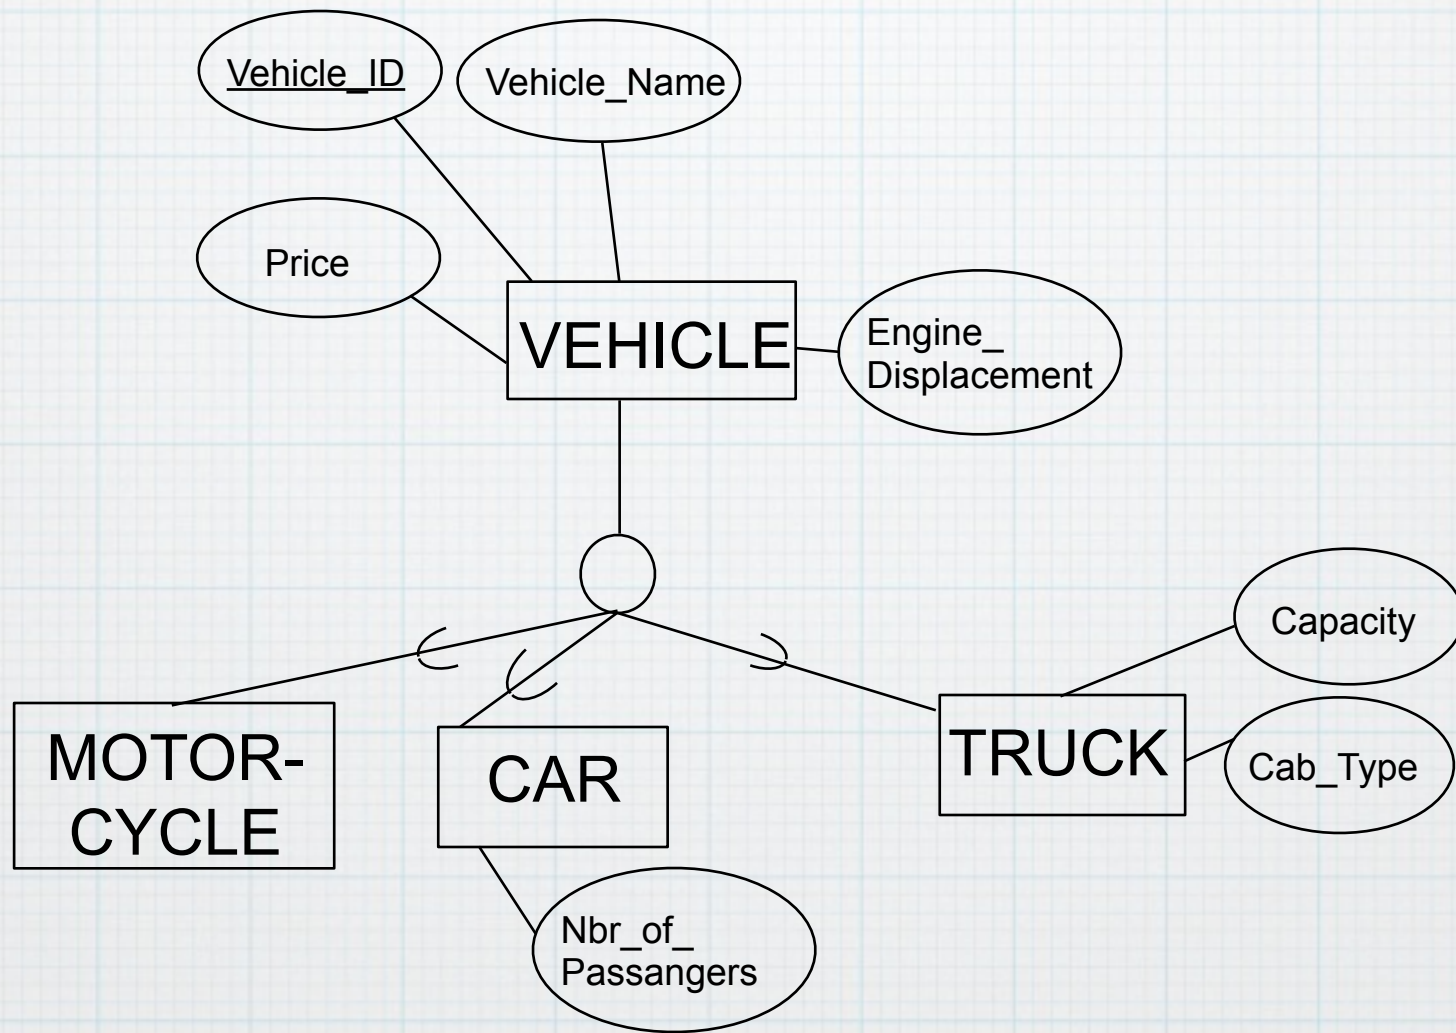 Vehicle_ID
Vehicle_Name
Price
VEHICLE
Engine_
Displacement
Capacity
MOTOR-
CYCLE
CAR
TRUCK
Cab_Type
Nbr_of_
Passangers